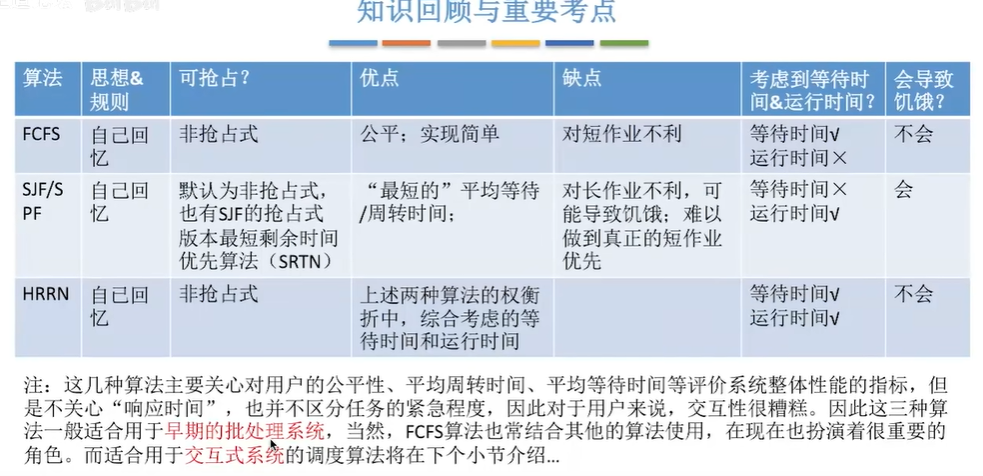 知识回顾与重要考点
算法 思想& 可抢占? 优点 缺点 考虑到等待时 会导致
规则 间&运行时间? 饥饿?
FCFS 自己回 非抢占式 公平；实现简单 对短作业不利 等待时间√ 不会
忆 运行时间×
SJF/S 自己回 默认为非抢占式， “最短的”平均等待 对长作业不利，可 等待时间× 会
PF 忆 也有SJF的抢占式 /周转时间； 能导致饥饿；难以 运行时间√
版本最短剩余时间 做到真正的短作业
优先算法（SRTN） 优先
HRRN 自己回 非抢占式 上述两种算法的权衡 等待时间√ 不会
忆 折中，综合考虑的等 运行时间√
待时间和运行时间
注：这几种算法主要关心对用户的公平性、平均周转时间、平均等待时间等评价系统整体性能的指标，但
是不关心“响应时间”，也并不区分任务的紧急程度，因此对于用户来说，交互性很糟糕。因此这三种算
法一般适合用于早期的批处理系统，当然，FCFS算法也常结合其他的算法使用，在现在也扮演着很重要的
角色。而适合用于交互式系统的调度算法将在下个小节介绍...